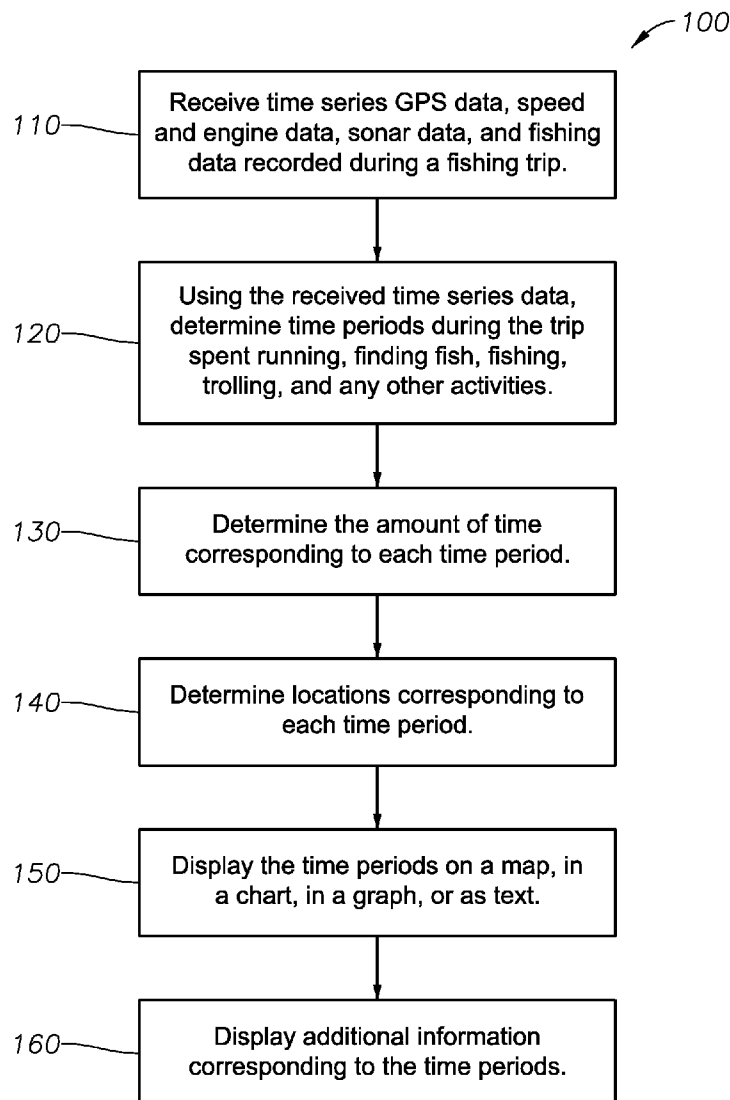 100
110
Receive time series GPS data, speed
and engine data, sonar data, and fishing
data recorded during a fishing trip.
120
Using the received time series data,
determine time periods during the trip
spent running, finding fish, fishing,
trolling, and any other activities.
130
Determine the amount of time
corresponding to each time period.
140
Determine locations corresponding to
each time period.
150
Display the time periods on a map, in
a chart, in a graph, or as text.
160
Display additional information
corresponding to the time periods.